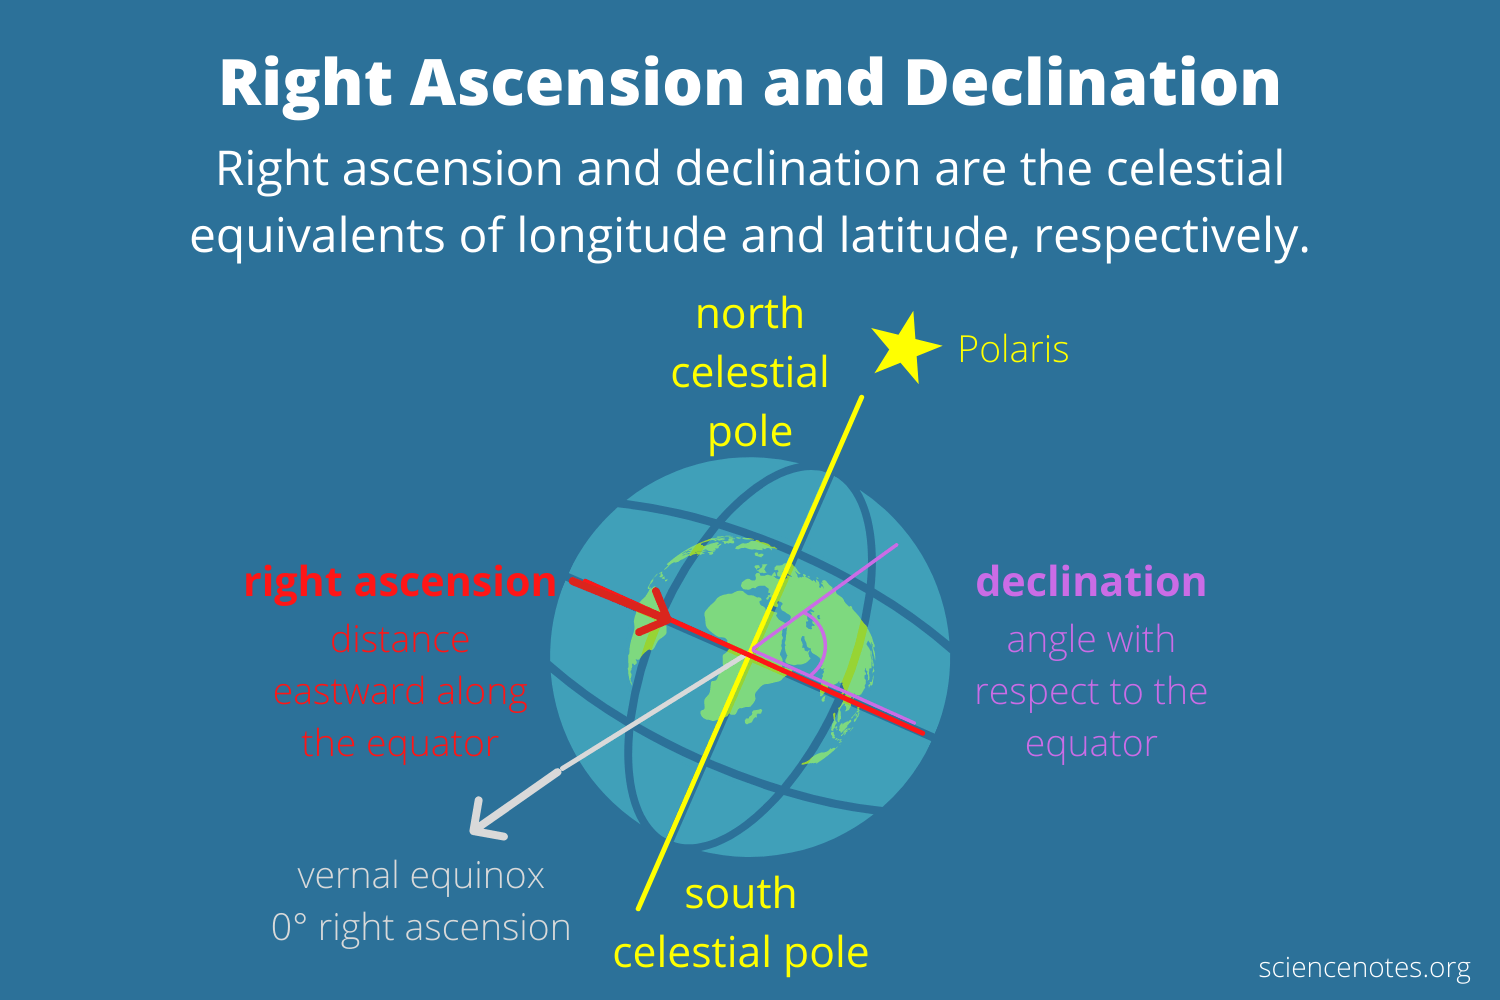 Right Ascension and Declination
Right ascension and declination are the celestial
equivalents of longitude and latitude, respectively.
north
celestial
pole
Polaris
right ascension
distance
eastward along
the equator
declination
angle with
respect to the
equator
vernal equinox
0° right ascension
south
celestial pole
sciencenotes.org